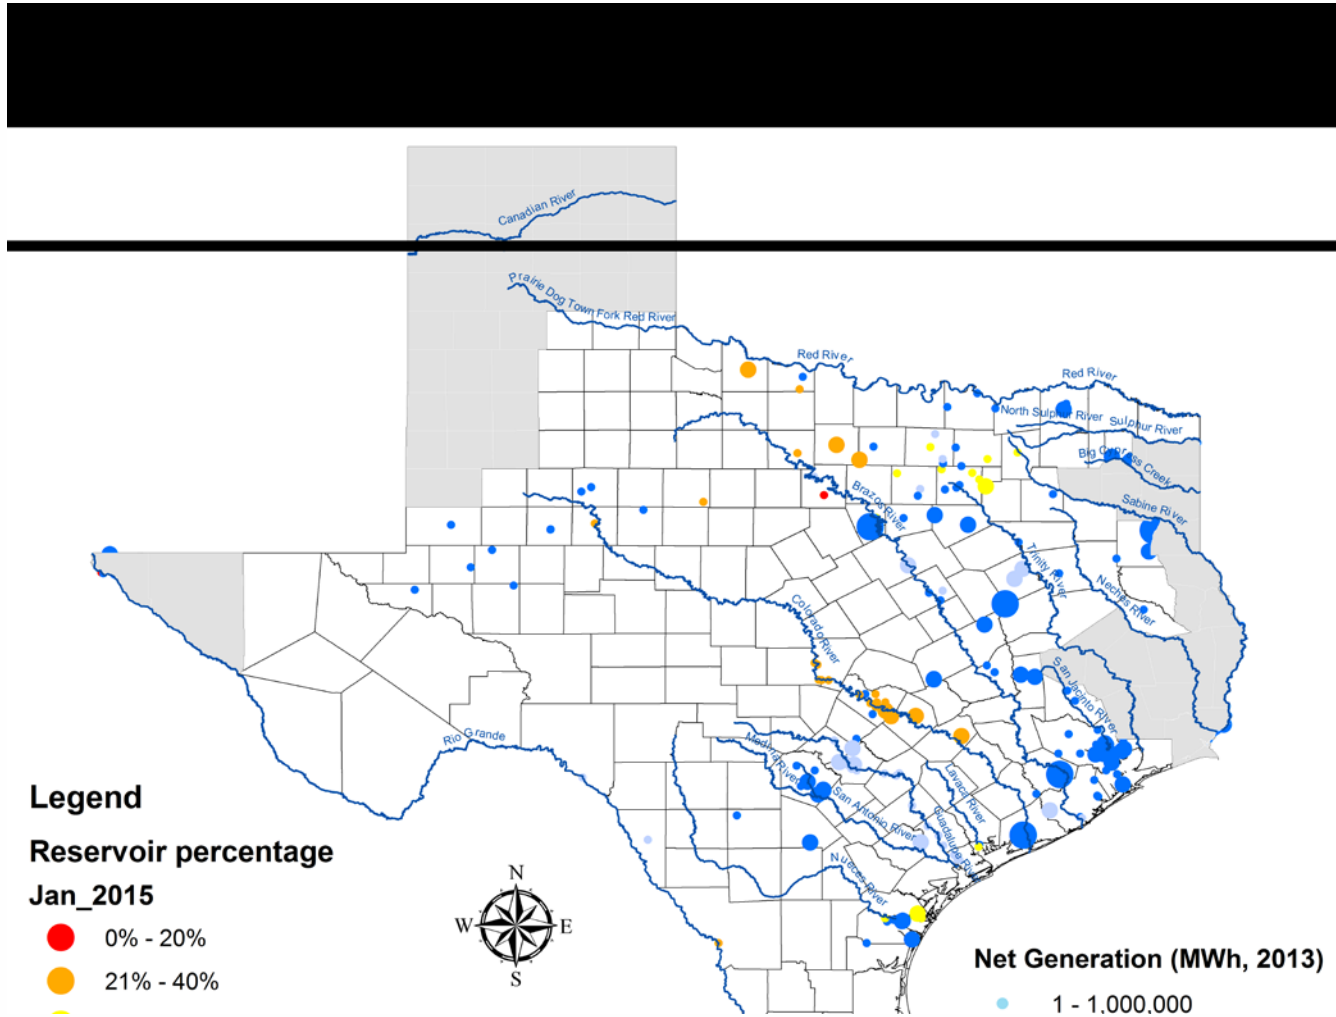 Canadian River
Prairie Dog Town Fork Red River
Red River
Red River
North Sulphur River
Sulphur River
Big Cypress Creek
Sabine River
Brazos River
Trinity River
Neches River
Colorado River
San Jacinto River
Rio Grande
Medina River
Lavaca River
San Antonio River
Guadalupe River
Nueces River
Legend
Reservoir percentage
Jan_2015
0% - 20%
21% - 40%
N
W E
S
Net Generation (MWh, 2013)
1 - 1,000,000